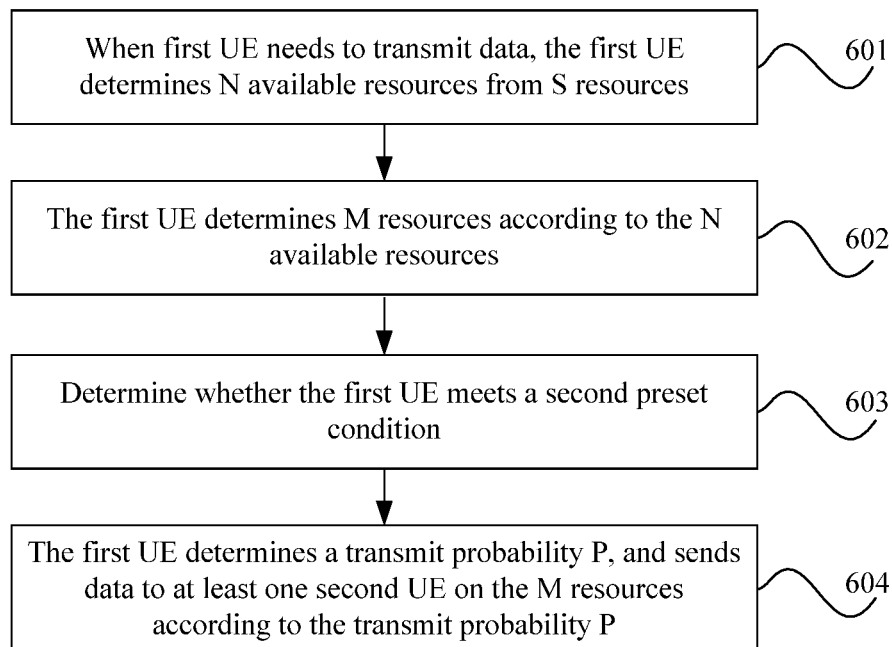 When first UE needs to transmit data, the first UE
determines N available resources from S resources
601
The first UE determines M resources according to the N
available resources
602
Determine whether the first UE meets a second preset
condition
603
The first UE determines a transmit probability P, and sends
data to at least one second UE on the M resources
according to the transmit probability P
604